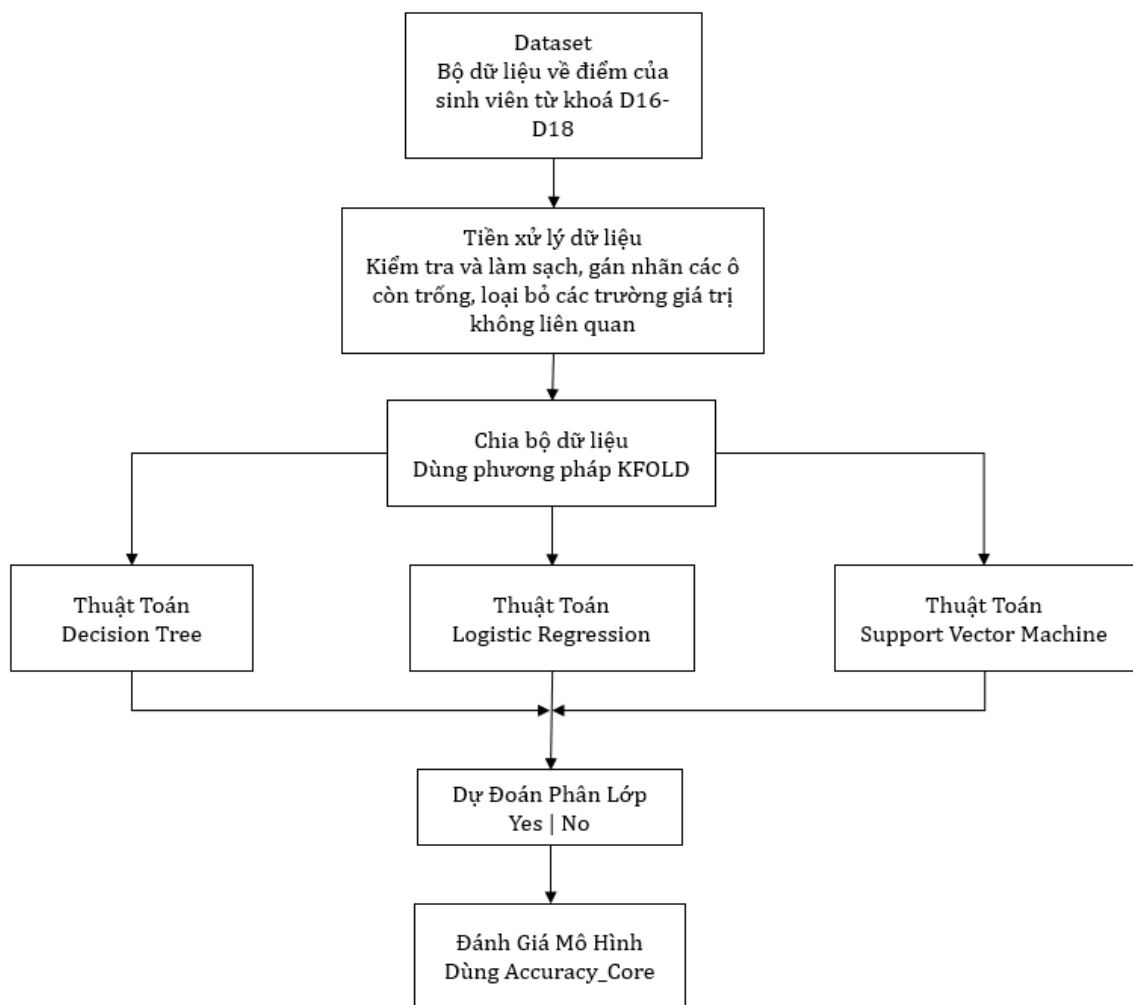 Dataset
Bộ dữ liệu về điểm của
sinh viên từ khoá D16-
D18
Tiền xử lý dữ liệu
Kiểm tra và làm sạch, gán nhãn các ô
còn trống, loại bỏ các trường giá trị
không liên quan
Chia bộ dữ liệu
Dùng phương pháp KFOLD
Thuật Toán
Decision Tree
Thuật Toán
Logistic Regression
Thuật Toán
Support Vector Machine
Dự Đoán Phân Lớp
Yes | No
Đánh Giá Mô Hình
Dùng Accuracy_Core